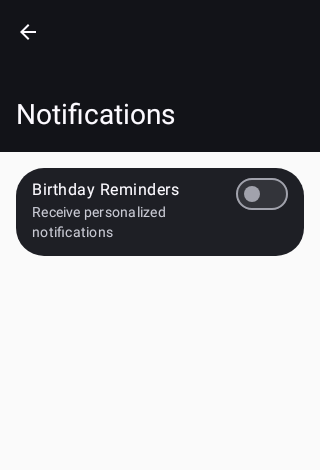 Notifications
Birthday Reminders
Receive personalized
notifications